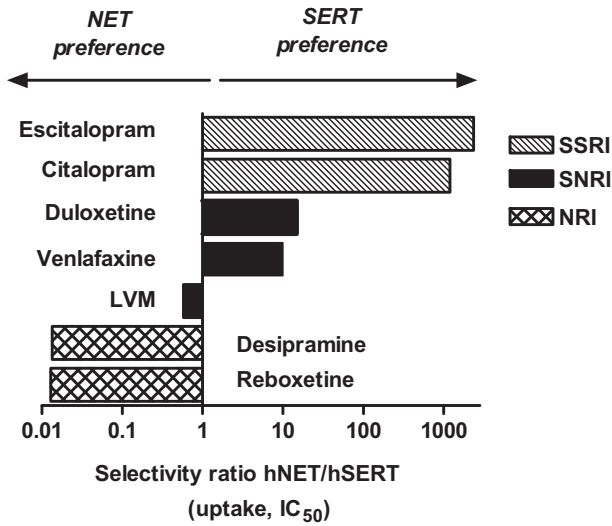 NET
preference
SERT
preference
Escitalopram
Citalopram
Duloxetine
Venlafaxine
LVM
Desipramine
Reboxetine
SSRI
SNRI
NRI
0.01 0.1 1 10 100 1000
Selectivity ratio hNET/hSERT
(uptake, IC50)